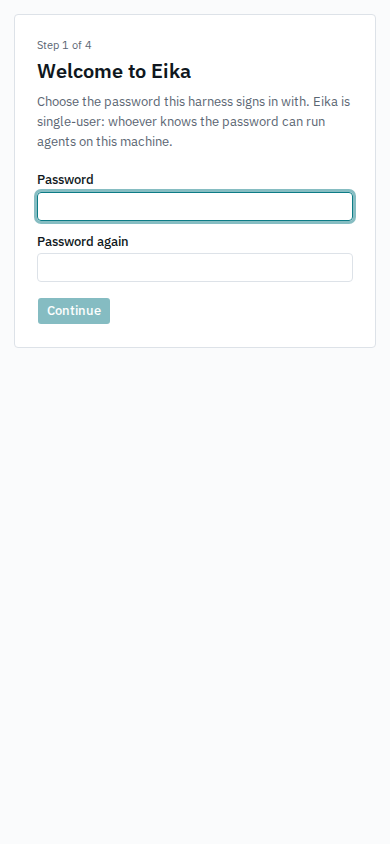 Step 1 of 4
Welcome to Eika
Choose the password this harness signs in with. Eika is
single-user: whoever knows the password can run
agents on this machine.
Password
Password again
Continue